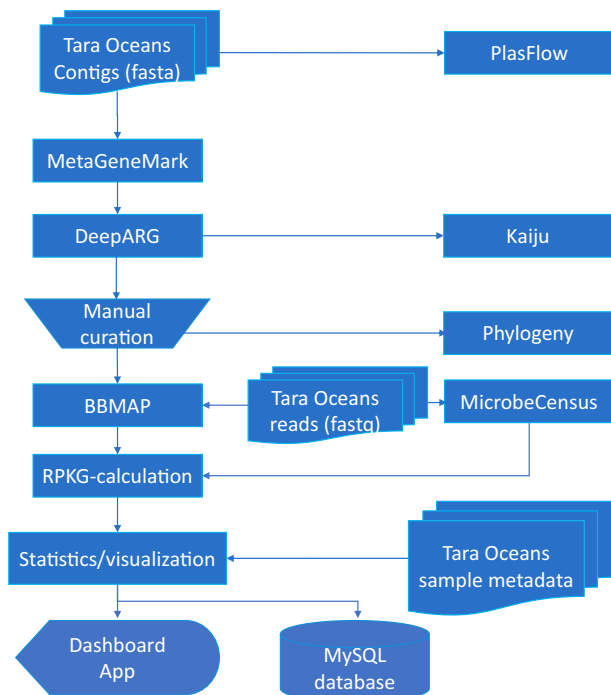 Tara Oceans
Contigs (fasta)
PlasFlow
MetaGeneMark
DeepARG
Kaiju
Manual
curation
Phylogeny
BBMAP
Tara Oceans
reads (fastq)
MicrobeCensus
RPKG-calculation
Statistics/visualization
Tara Oceans
sample metadata
Dashboard
App
MySQL
database